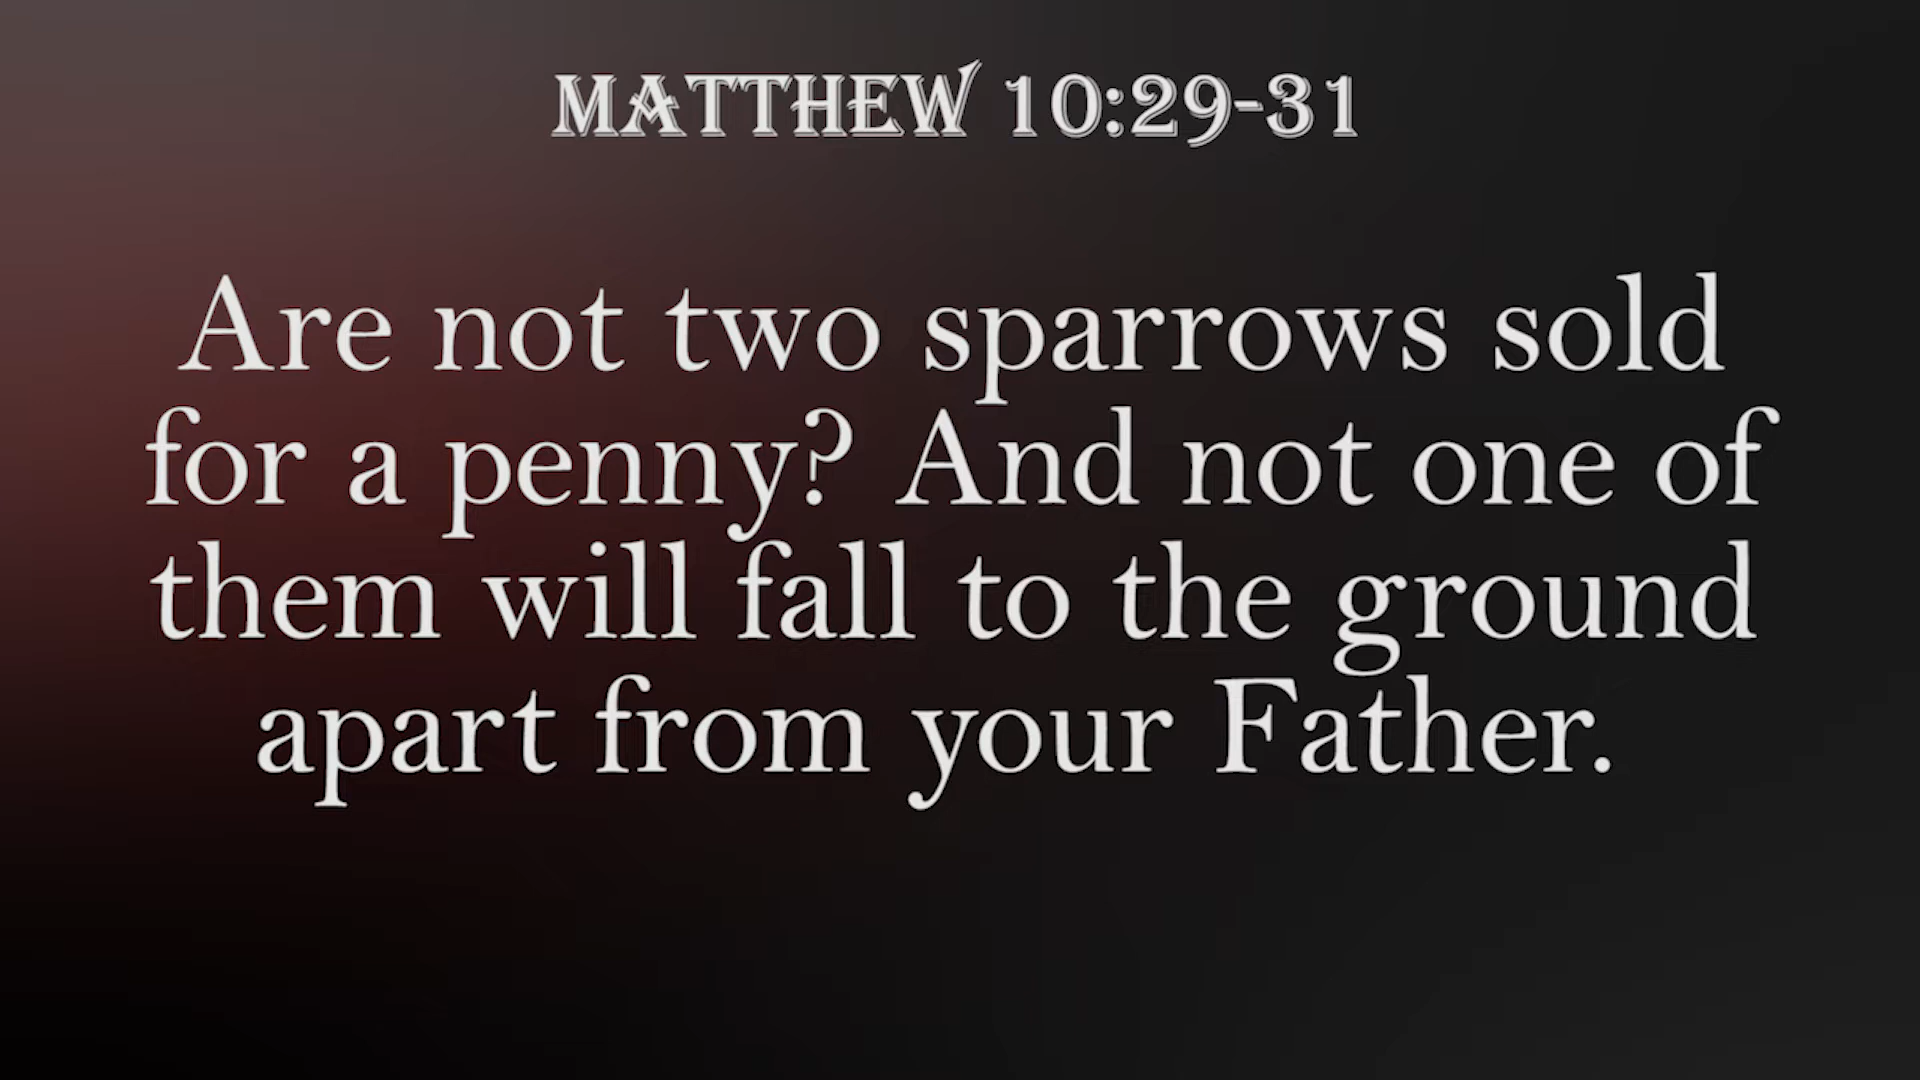 MATTHEW 10:29-31
Are not two sparrows sold
for a penny? And not one of
them will fall to the ground
apart from your Father.